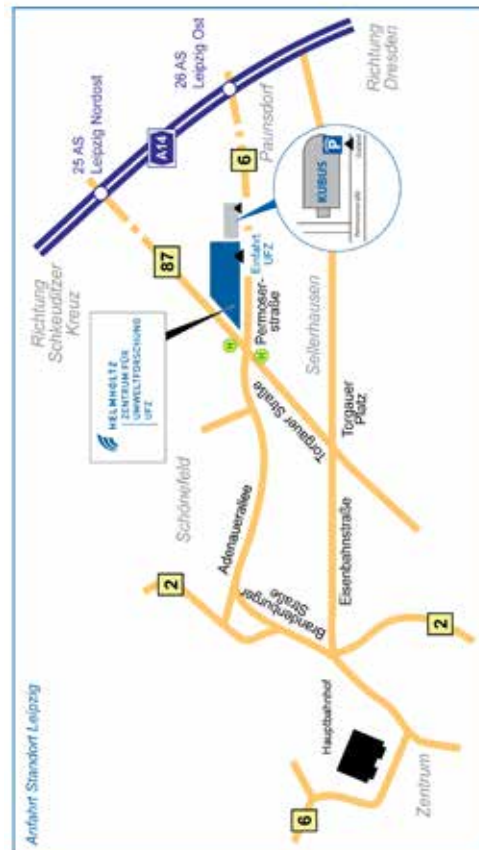 Anfahrt Standort Leipzig
Richtung
Schkeuditzer
Kreuz
25 AS
Leipzig Nordost
A14
26 AS
Leipzig Ost
Richtung
Dresden
HELMHOLTZ
ZENTRUM FÜR
UMWELTFORSCHUNG
UFZ
87
6
Paunsdorf
KUBUS
P
Permoserstraße
Einfahrt
UFZ
H
H
Permoser-
straße
Sellerhausen
Schönefeld
Torgauer Straße
Torgauer
Platz
Adenauerallee
2
Brandenburger
Straße
Eisenbahnstraße
2
Hauptbahnhof
Zentrum
6